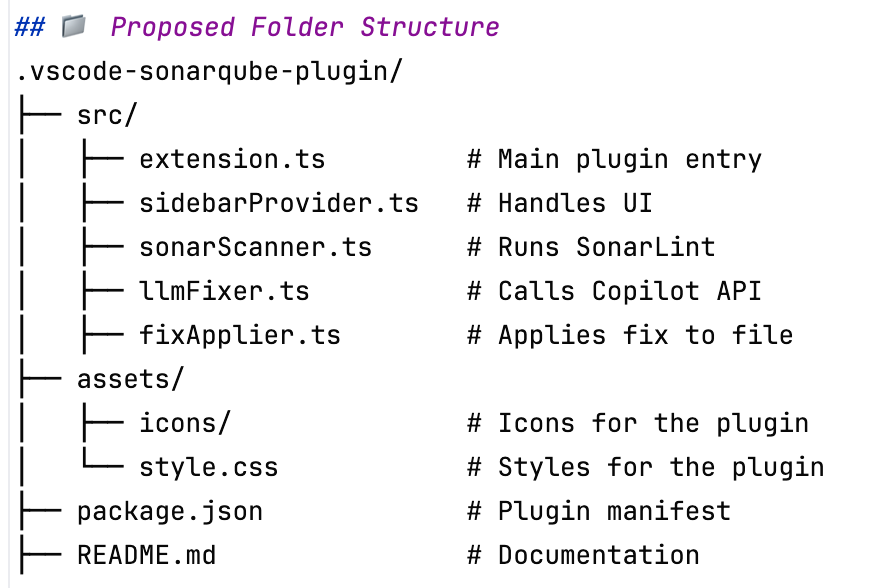 ## 📁 Proposed Folder Structure
.vscode-sonarqube-plugin/
├── src/
│   ├── extension.ts         # Main plugin entry
│   ├── sidebarProvider.ts   # Handles UI
│   ├── sonarScanner.ts      # Runs SonarLint
│   ├── llmFixer.ts          # Calls Copilot API
│   ├── fixApplier.ts        # Applies fix to file
├── assets/
│   ├── icons/               # Icons for the plugin
│   └── style.css            # Styles for the plugin
├── package.json             # Plugin manifest
├── README.md                # Documentation